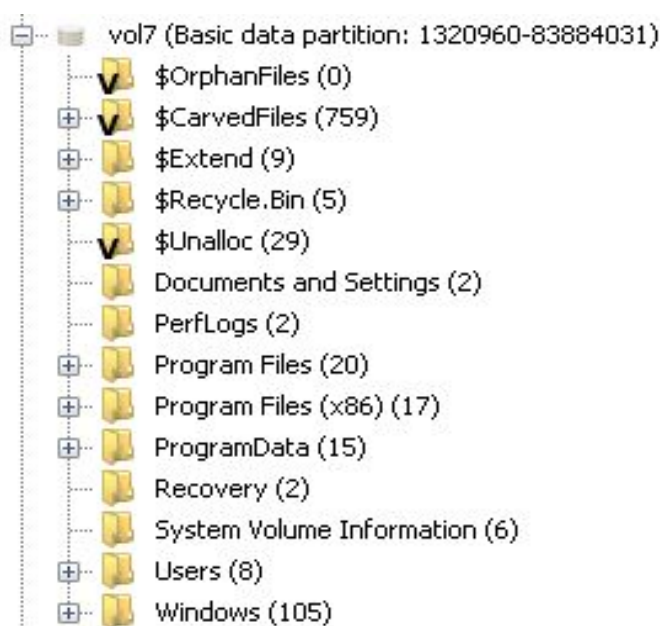 vol7 (Basic data partition: 1320960-83884031)
V $OrphanFiles (0)
V $CarvedFiles (759)
$Extend (9)
$Recycle.Bin (5)
V $Unalloc (29)
Documents and Settings (2)
PerfLogs (2)
Program Files (20)
Program Files (x86) (17)
ProgramData (15)
Recovery (2)
System Volume Information (6)
Users (8)
Windows (105)